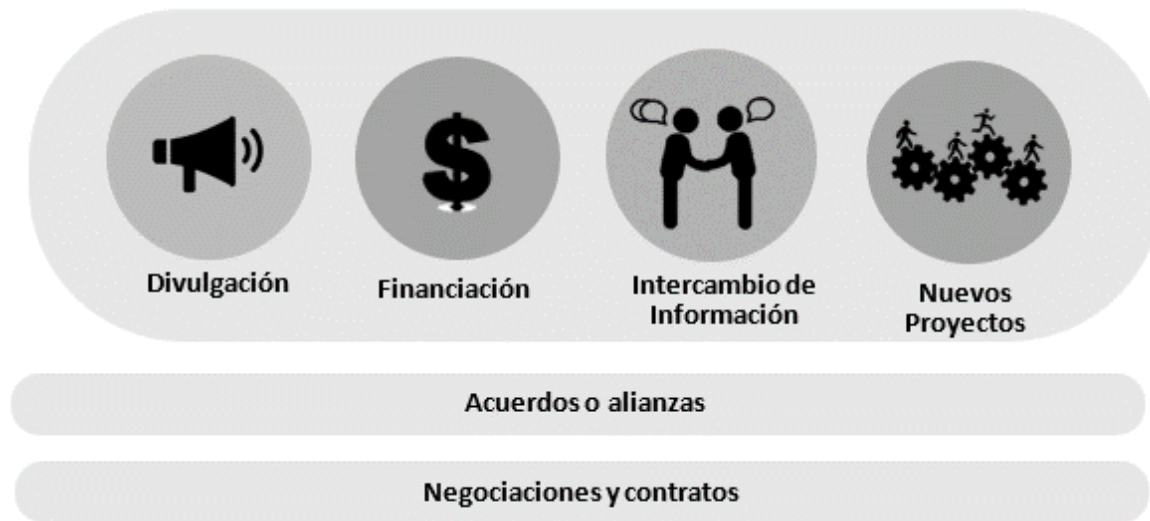 Divulgación
Financiación
Intercambio de
Información
Nuevos
Proyectos
Acuerdos o alianzas
Negociaciones y contratos